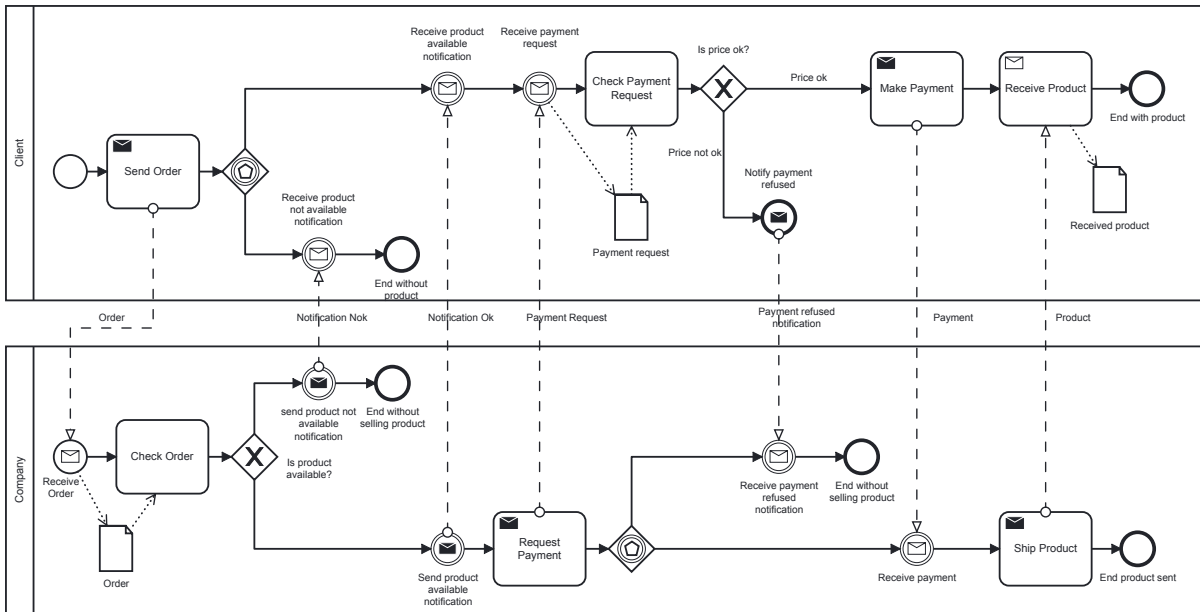 Client
Send Order
Receive product
not available
notification
End without
product
Receive product
available
notification
Receive payment
request
Check Payment
Request
Payment request
Is price ok?
Price ok
Price not ok
Notify payment
refused
Make Payment
Receive Product
Received product
End with product
Order
Notification Nok
Notification Ok
Payment Request
Payment refused
notification
Payment
Product
Company
Receive
Order
Order
Check Order
Is product
available?
send product not
available
notification
End without
selling product
Send product
available
notification
Request
Payment
Receive payment
refused
notification
End without
selling product
Receive payment
Ship Product
End product sent